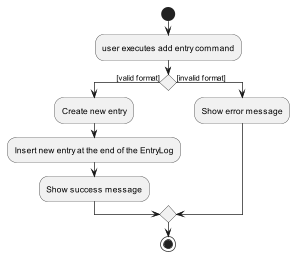 user executes add entry command
[valid format]
[invalid format]
Create new entry
Show error message
Insert new entry at the end of the EntryLog
Show success message